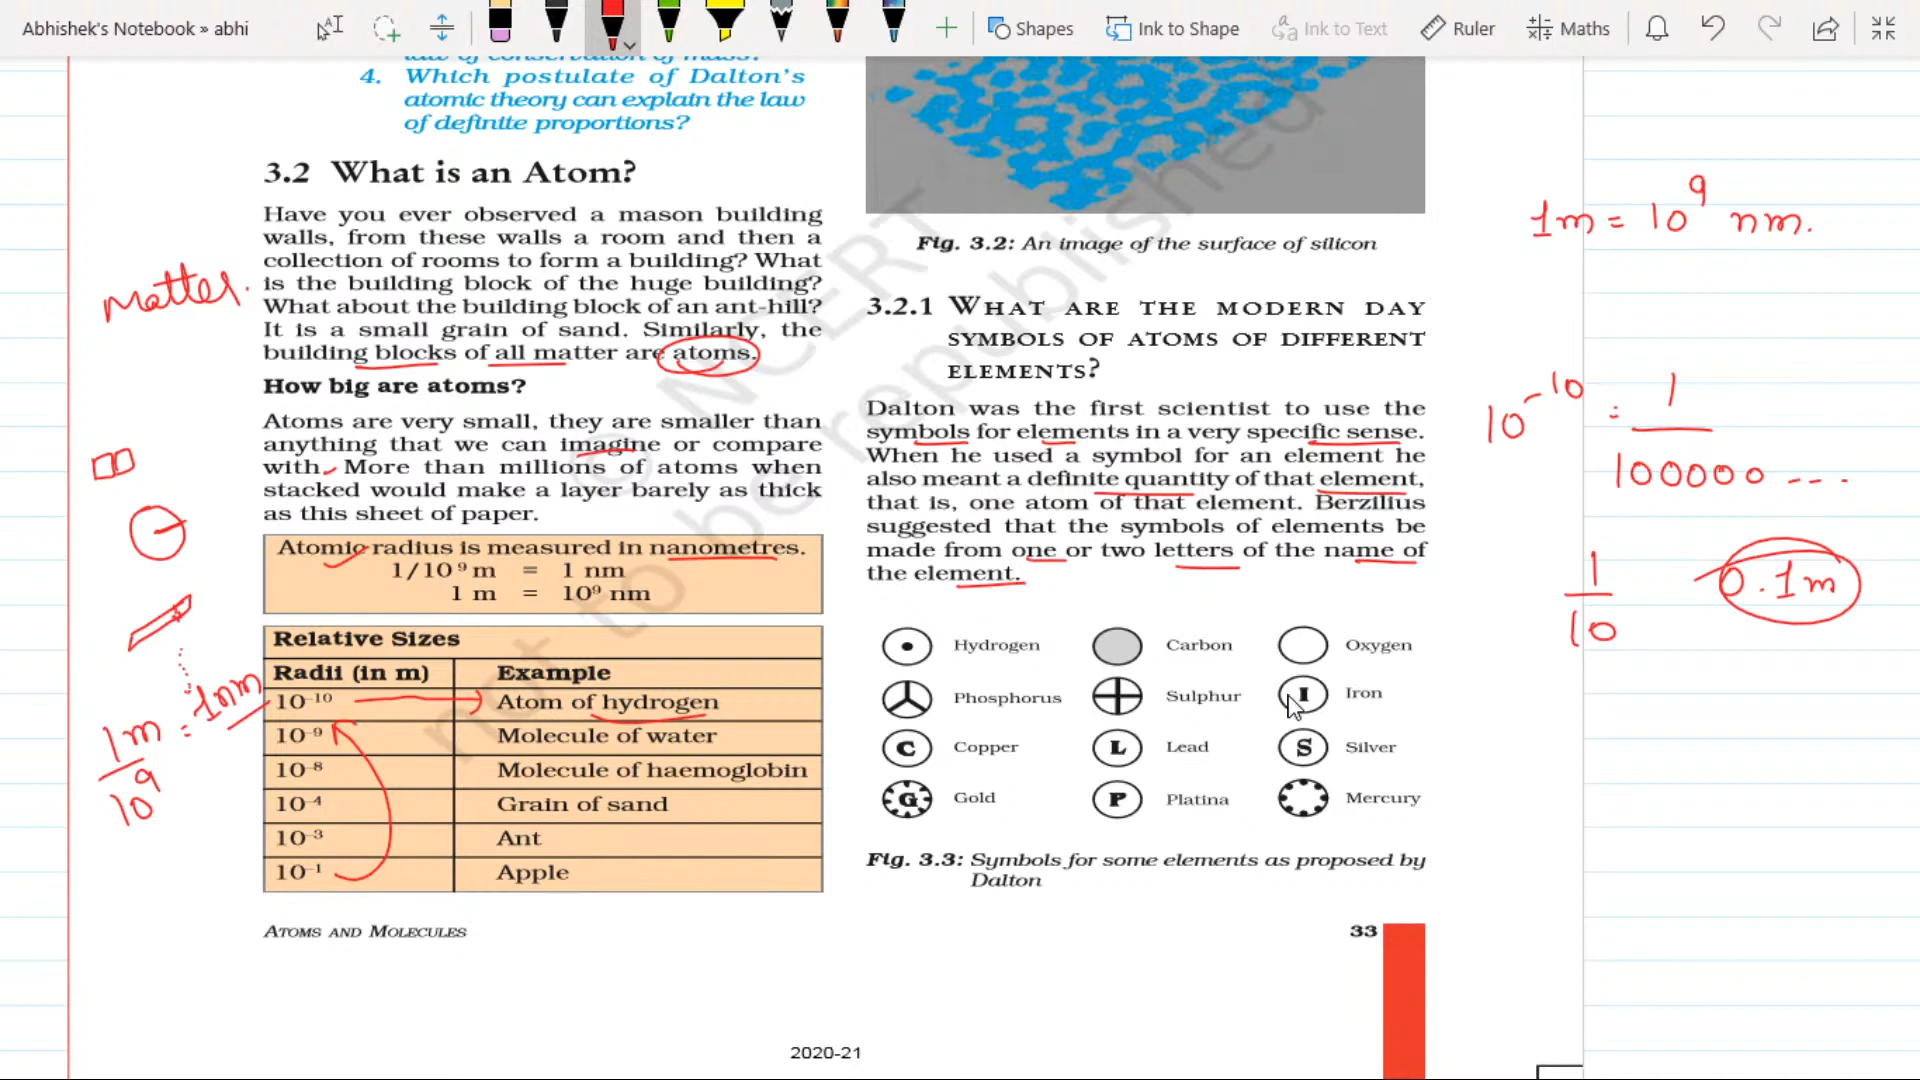 Abhishek's Notebook » abhi
Shapes
Ink to Shape
Ink to Text
Ruler
Maths
law of conservation of mass?
4. Which postulate of Dalton's
atomic theory can explain the law
of definite proportions?
3.2 What is an Atom?
Have you ever observed a mason building
walls, from these walls a room and then a
collection of rooms to form a building? What
is the building block of the huge building?
What about the building block of an ant-hill?
It is a small grain of sand. Similarly, the
building blocks of all matter are atoms.
matter.
How big are atoms?
Atoms are very small, they are smaller than
anything that we can imagine or compare
with. More than millions of atoms when
stacked would make a layer barely as thick
as this sheet of paper.
Atomic radius is measured in nanometres.
1/10⁹ m = 1 nm
1 m = 10⁹ nm
Relative Sizes
Radii (in m) Example
10⁻¹⁰ Atom of hydrogen
10⁻⁹ Molecule of water
10⁻⁸ Molecule of haemoglobin
10⁻⁴ Grain of sand
10⁻³ Ant
10⁻¹ Apple
1m/10⁹ = 1nm
ATOMS AND MOLECULES
Fig. 3.2: An image of the surface of silicon
3.2.1 WHAT ARE THE MODERN DAY
SYMBOLS OF ATOMS OF DIFFERENT
ELEMENTS?
Dalton was the first scientist to use the
symbols for elements in a very specific sense.
When he used a symbol for an element he
also meant a definite quantity of that element,
that is, one atom of that element. Berzilius
suggested that the symbols of elements be
made from one or two letters of the name of
the element.
Hydrogen Carbon Oxygen
Phosphorus Sulphur I Iron
C Copper L Lead S Silver
G Gold P Platina Mercury
Fig. 3.3: Symbols for some elements as proposed by
Dalton
33
2020-21
© NCERT
not to be republished
1m = 10⁹ nm.
10⁻¹⁰ = 1
100000 ----
1
10
0.1m